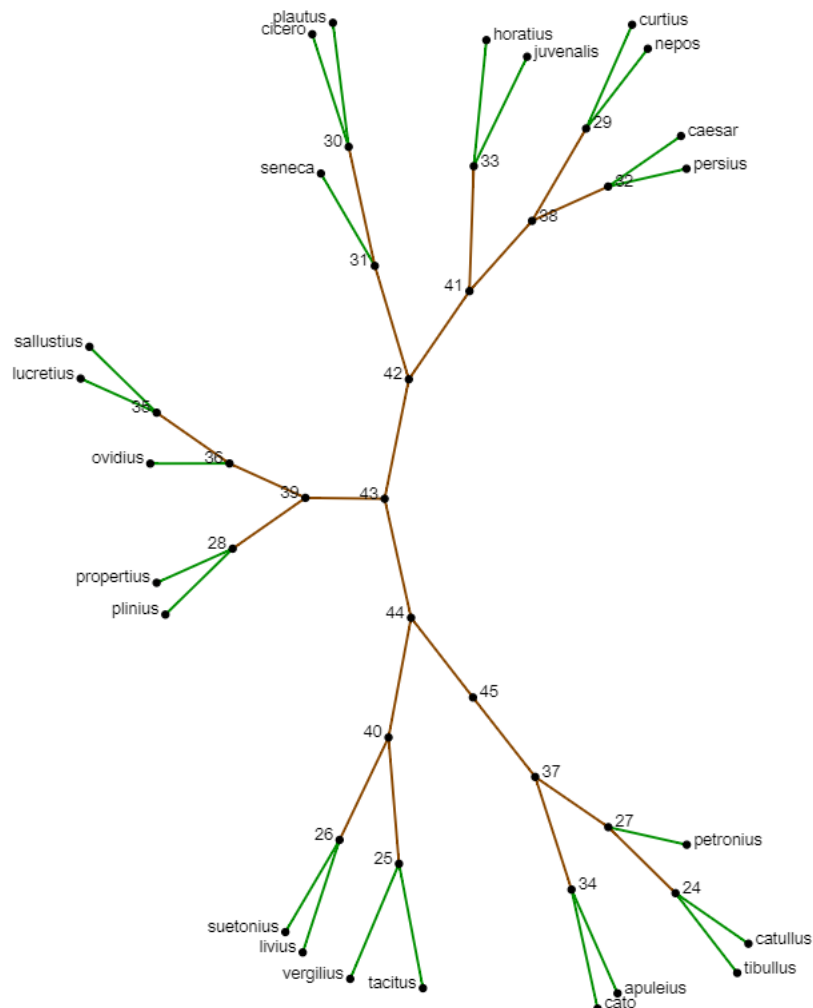 plautus
cicero
horatius
juvenalis
curtius
nepos
29
caesar
persius
30
33
32
seneca
38
31
41
sallustius
lucretius
42
35
ovidius
36
39
43
28
propertius
plinius
44
45
40
37
26
27
petronius
25
34
24
suetonius
livius
vergilius
tacitus
catullus
tibullus
apuleius
cato